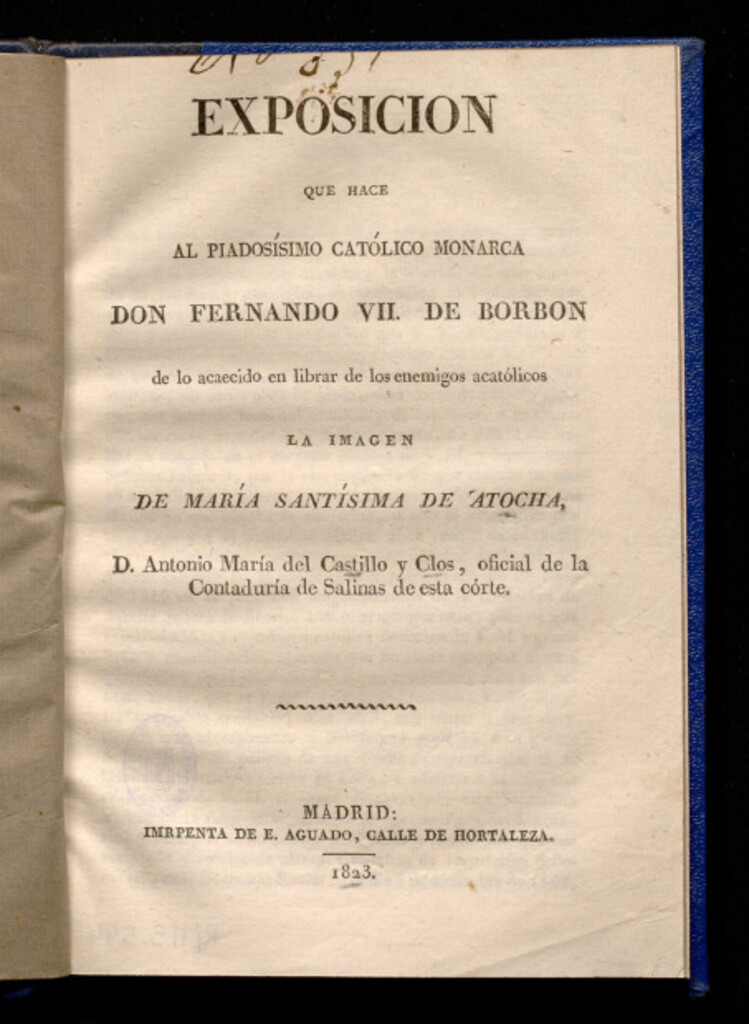 EXPOSICION
QUE HACE
AL PIADOSÍSIMO CATÓLICO MONARCA
DON FERNANDO VII. DE BORBON
de lo acaecido en librar de los enemigos acatólicos
LA IMAGEN
DE MARÍA SANTÍSIMA DE ATOCHA,
D. Antonio María del Castillo y Clos, oficial de la
Contaduría de Salinas de esta córte.
MADRID:
IMRPENTA DE E. AGUADO, CALLE DE HORTALEZA.
1823.